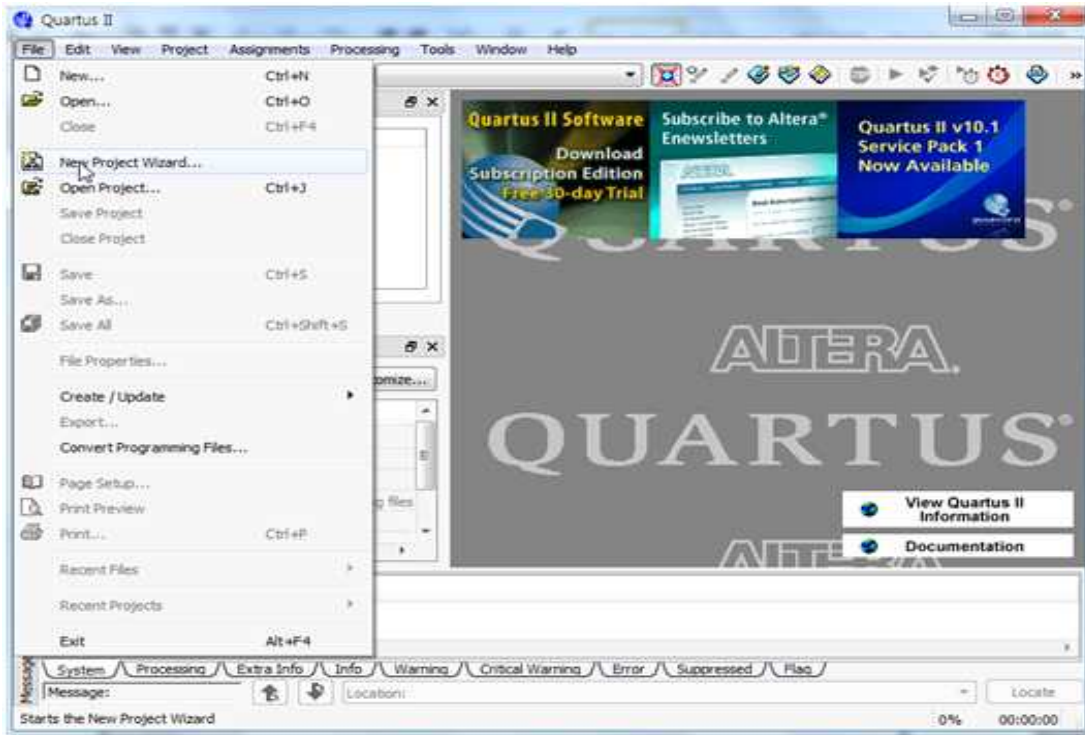 Quartus II
File Edit View Project Assignments Processing Tools Window Help
New... Ctrl+N
Open... Ctrl+O
Close Ctrl+F4
New Project Wizard...
Open Project... Ctrl+J
Save Project
Close Project
Save Ctrl+S
Save As...
Save All Ctrl+Shift+S
File Properties...
Create / Update
Export...
Convert Programming Files...
Page Setup...
Print Preview
Print... Ctrl+P
Recent Files
Recent Projects
Exit Alt+F4
omize...
g files
Quartus II Software
Download
Subscription Edition
Free 30-day Trial
Subscribe to Altera®
Enewsletters
Quartus II v10.1
Service Pack 1
Now Available
QUARTUS
ALTERA.
QUARTUS
View Quartus II
Information
Documentation
ALTERA
System Processing Extra Info Info Warning Critical Warning Error Suppressed Flag
Message
Message: Location: Locate
Starts the New Project Wizard 0% 00:00:00